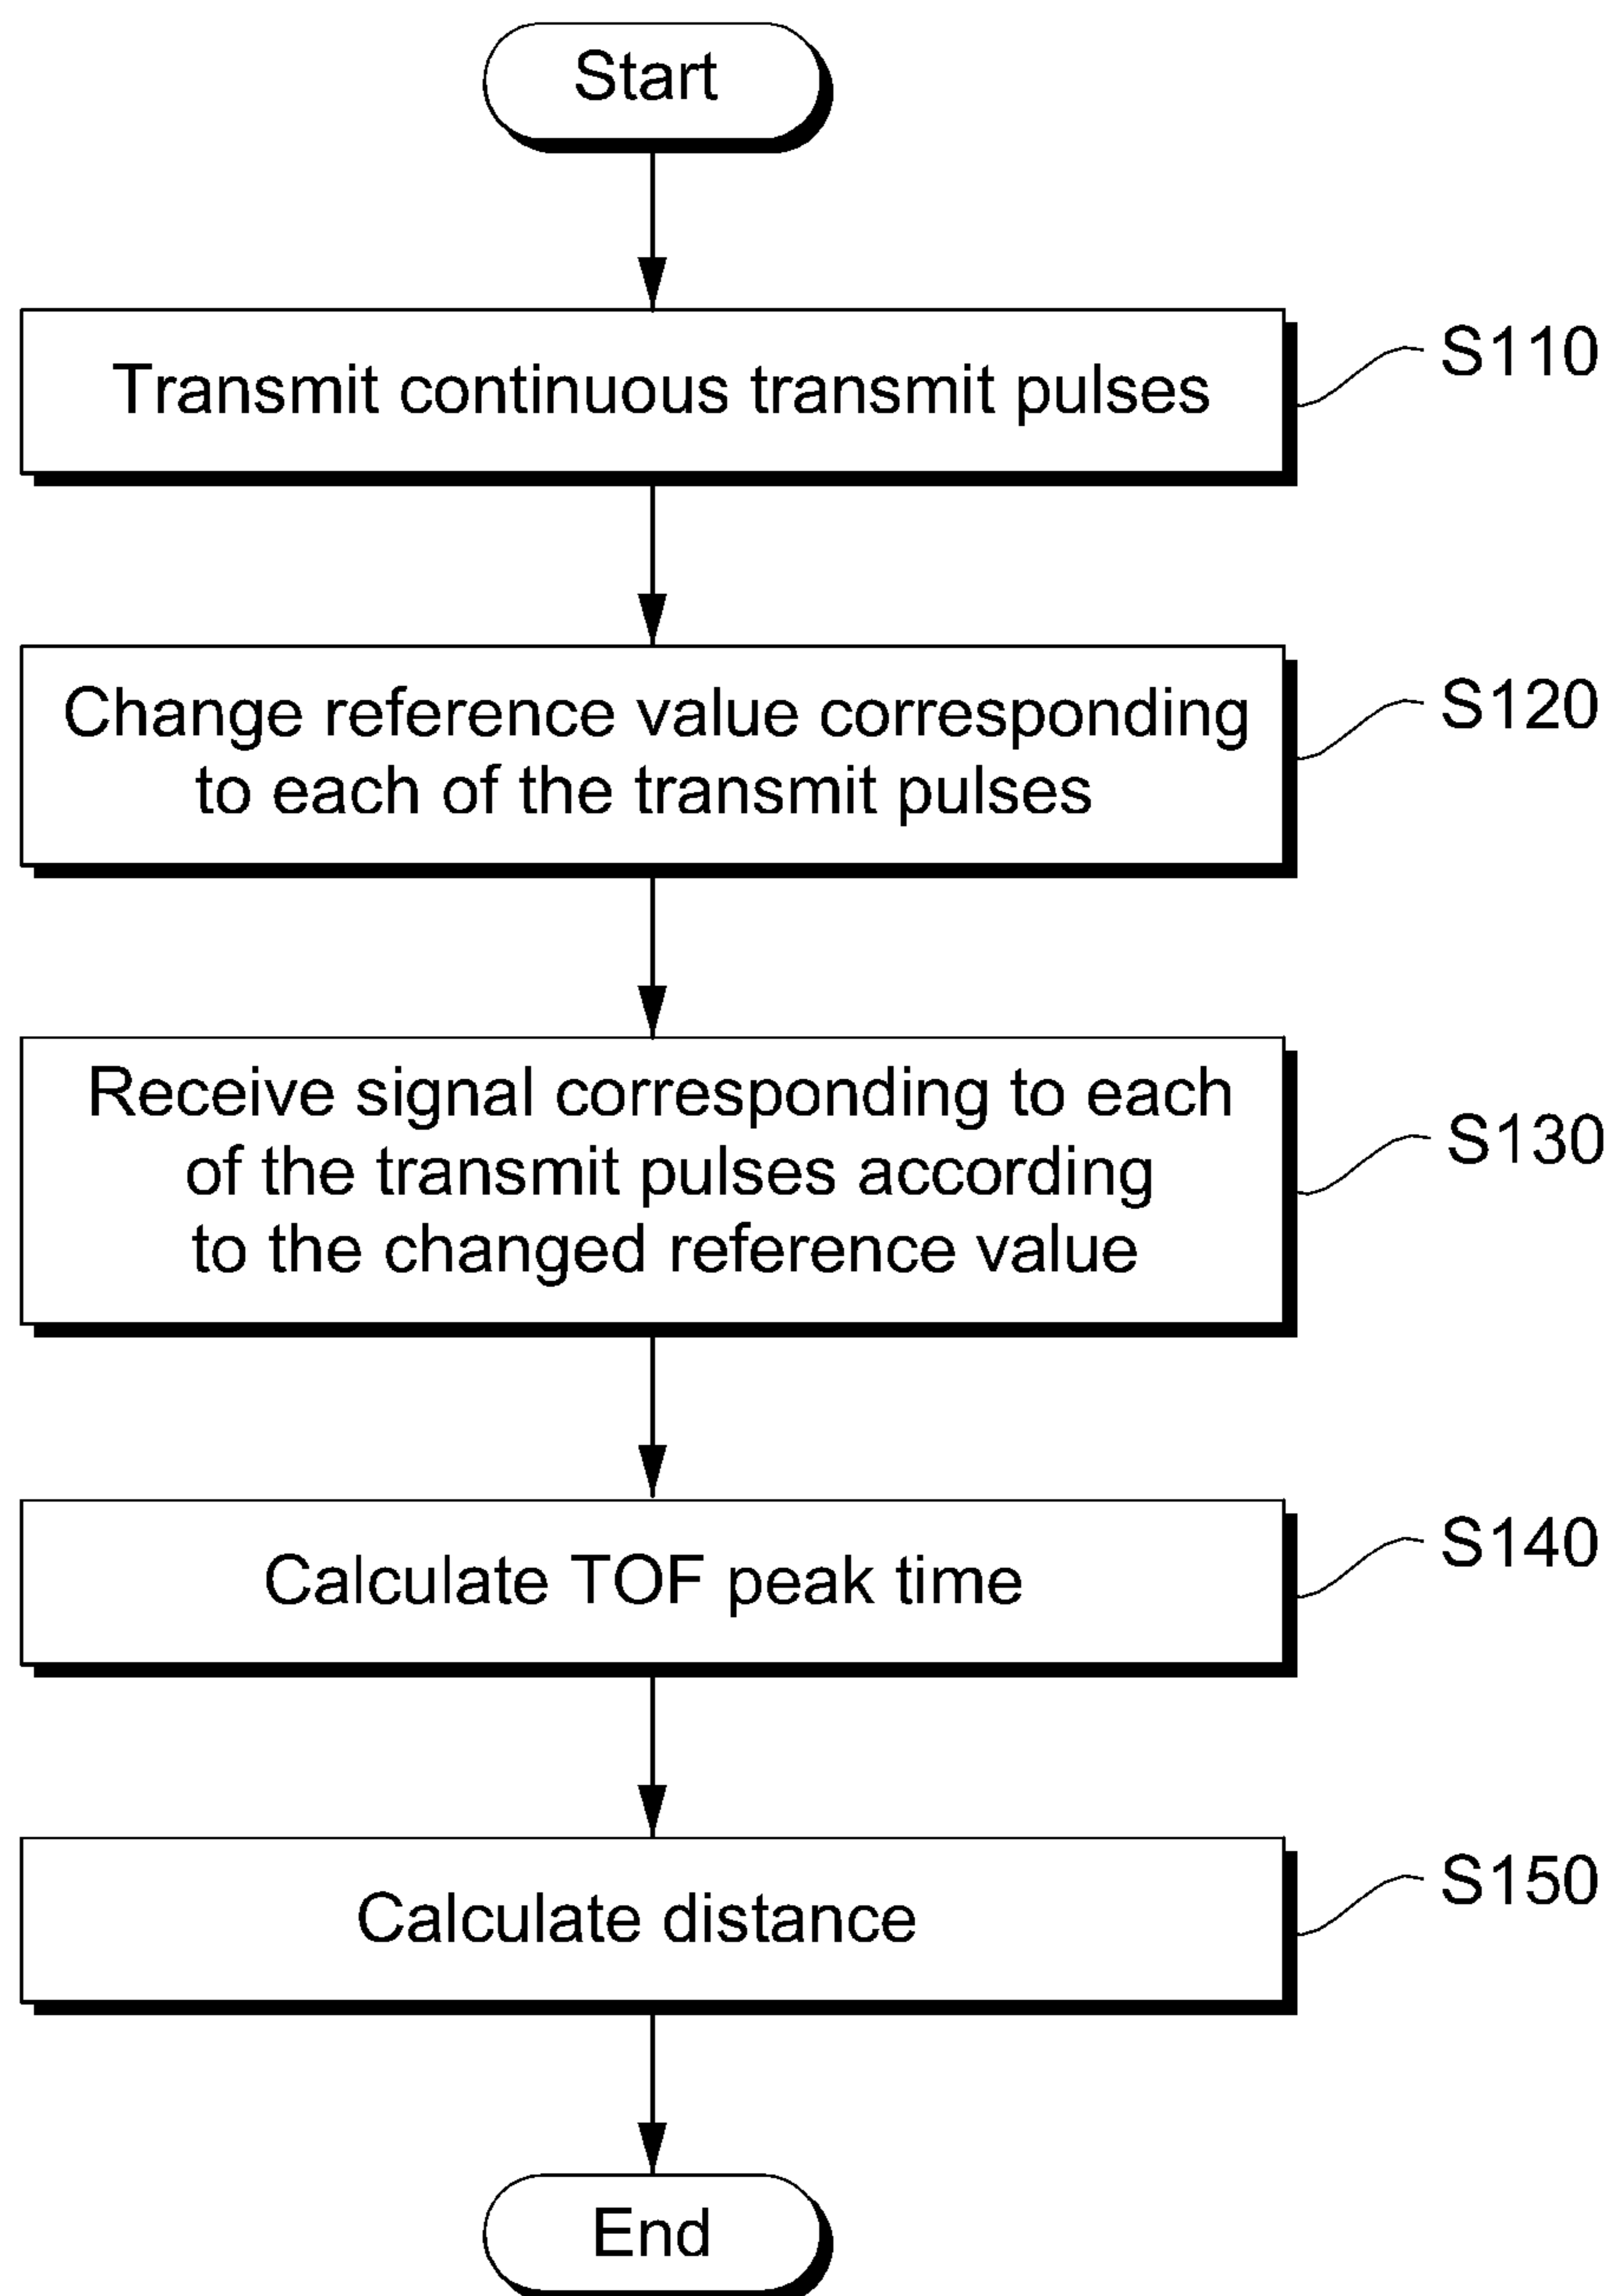 Start
Transmit continuous transmit pulses
S110
Change reference value corresponding
to each of the transmit pulses
S120
Receive signal corresponding to each
of the transmit pulses according
to the changed reference value
S130
Calculate TOF peak time
S140
Calculate distance
S150
End